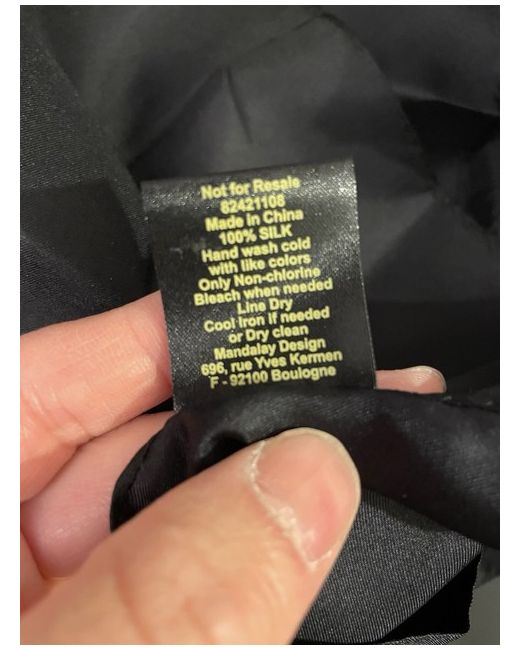 Not for Resale
82421108
Made in China
100% SILK
Hand wash cold
with like colors
Only Non-chlorine
Bleach when needed
Line Dry
Cool Iron if needed
or Dry clean
Mandalay Design
696, rue Yves Kermen
F - 92100 Boulogne